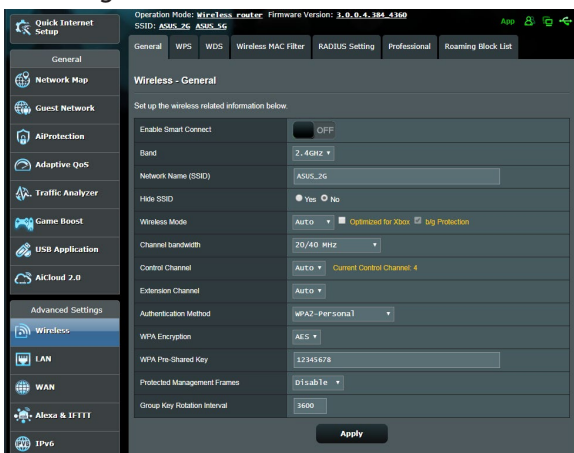 Quick Internet
Setup
General
Network Map
Guest Network
AiProtection
Adaptive QoS
Traffic Analyzer
Game Boost
USB Application
AiCloud 2.0
Advanced Settings
Wireless
LAN
WAN
Alexa & IFTTT
IPv6
Operation Mode: Wireless router Firmware Version: 3.0.0.4.384_4360
SSID: ASUS_2G ASUS_5G
App
General WPS WDS Wireless MAC Filter RADIUS Setting Professional Roaming Block List
Wireless - General
Set up the wireless related information below.
Enable Smart Connect OFF
Band 2.4GHz
Network Name (SSID) ASUS_2G
Hide SSID Yes No
Wireless Mode Auto Optimized for Xbox b/g Protection
Channel bandwidth 20/40 MHz
Control Channel Auto Current Control Channel: 4
Extension Channel Auto
Authentication Method WPA2-Personal
WPA Encryption AES
WPA Pre-Shared Key 12345678
Protected Management Frames Disable
Group Key Rotation Interval 3600
Apply